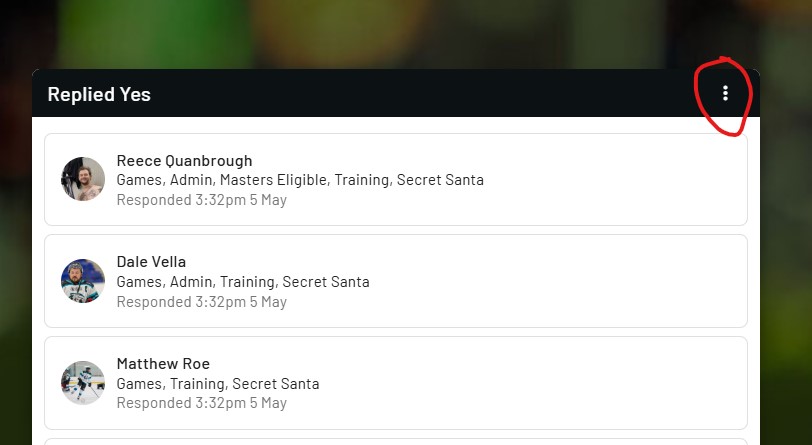 Replied Yes
Reece Quanbrough
Games, Admin, Masters Eligible, Training, Secret Santa
Responded 3:32pm 5 May
Dale Vella
Games, Admin, Training, Secret Santa
Responded 3:32pm 5 May
Matthew Roe
Games, Training, Secret Santa
Responded 3:32pm 5 May